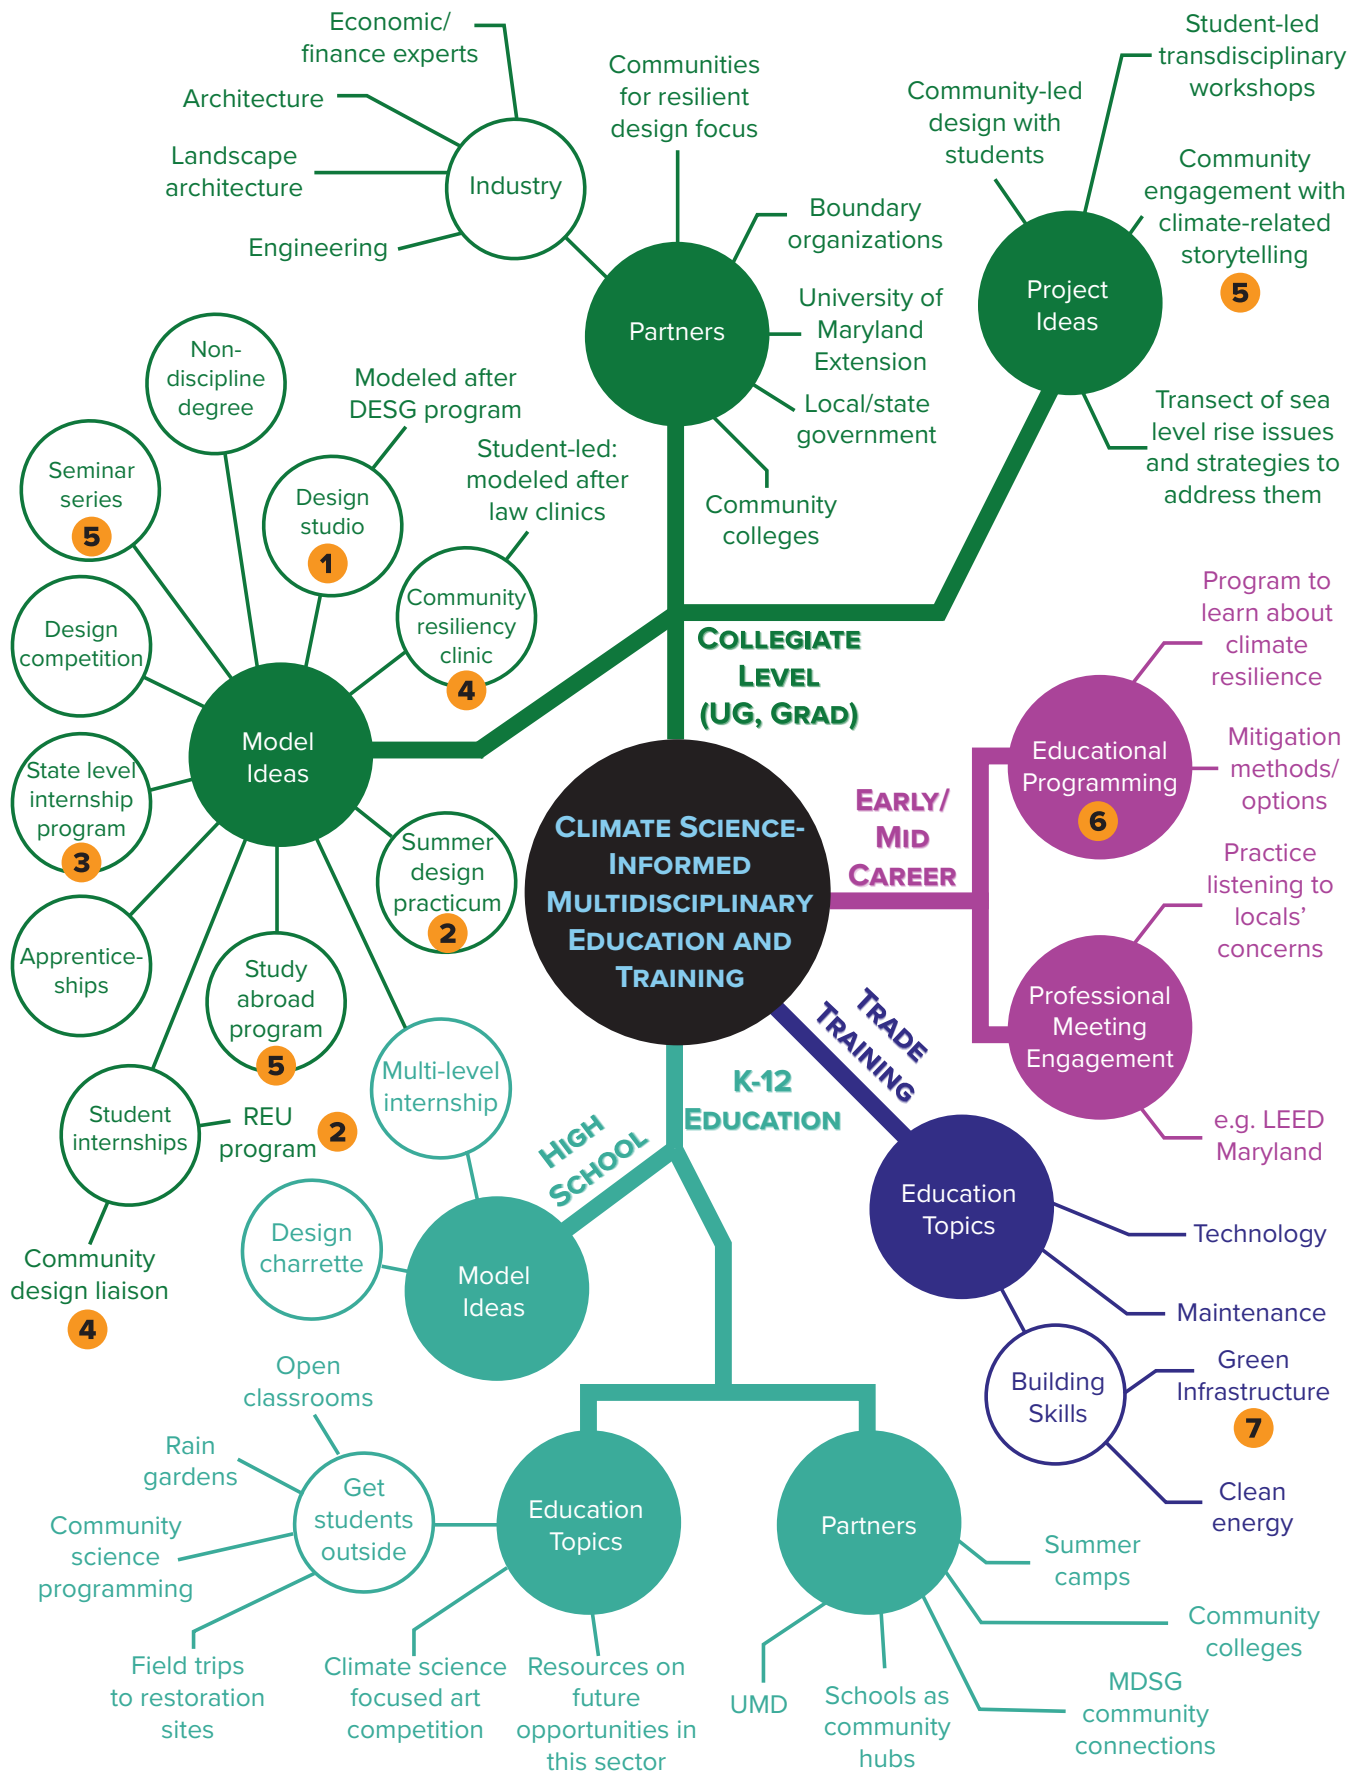 Economic/
finance experts
Architecture
Landscape
architecture
Engineering
Industry
Communities
for resilient
design focus
Boundary
organizations
University of
Maryland
Extension
Local/state
government
Community
colleges
Partners
Community-led
design with
students
Student-led
transdisciplinary
workshops
Community
engagement with
climate-related
storytelling
5
Project
Ideas
Transect of sea
level rise issues
and strategies to
address them
Non-
discipline
degree
Modeled after
DESG program
Student-led:
modeled after
law clinics
Seminar
series
5
Design
studio
1
Community
resiliency
clinic
4
Design
competition
Model
Ideas
State level
internship
program
3
Summer
design
practicum
2
Apprentice-
ships
Study
abroad
program
5
Student
internships
REU
program
2
Community
design liaison
4
COLLEGIATE
LEVEL
(UG, GRAD)
CLIMATE SCIENCE-
INFORMED
MULTIDISCIPLINARY
EDUCATION AND
TRAINING
EARLY/
MID
CAREER
Program to
learn about
climate
resilience
Educational
Programming
6
Mitigation
methods/
options
Practice
listening to
locals’
concerns
Professional
Meeting
Engagement
e.g. LEED
Maryland
TRADE
TRAINING
Education
Topics
Technology
Maintenance
Building
Skills
Green
Infrastructure
7
Clean
energy
K-12
EDUCATION
HIGH
SCHOOL
Multi-level
internship
Design
charrette
Model
Ideas
Open
classrooms
Rain
gardens
Community
science
programming
Get
students
outside
Field trips
to restoration
sites
Education
Topics
Climate science
focused art
competition
Resources on
future
opportunities in
this sector
Partners
Summer
camps
Community
colleges
MDSG
community
connections
Schools as
community
hubs
UMD